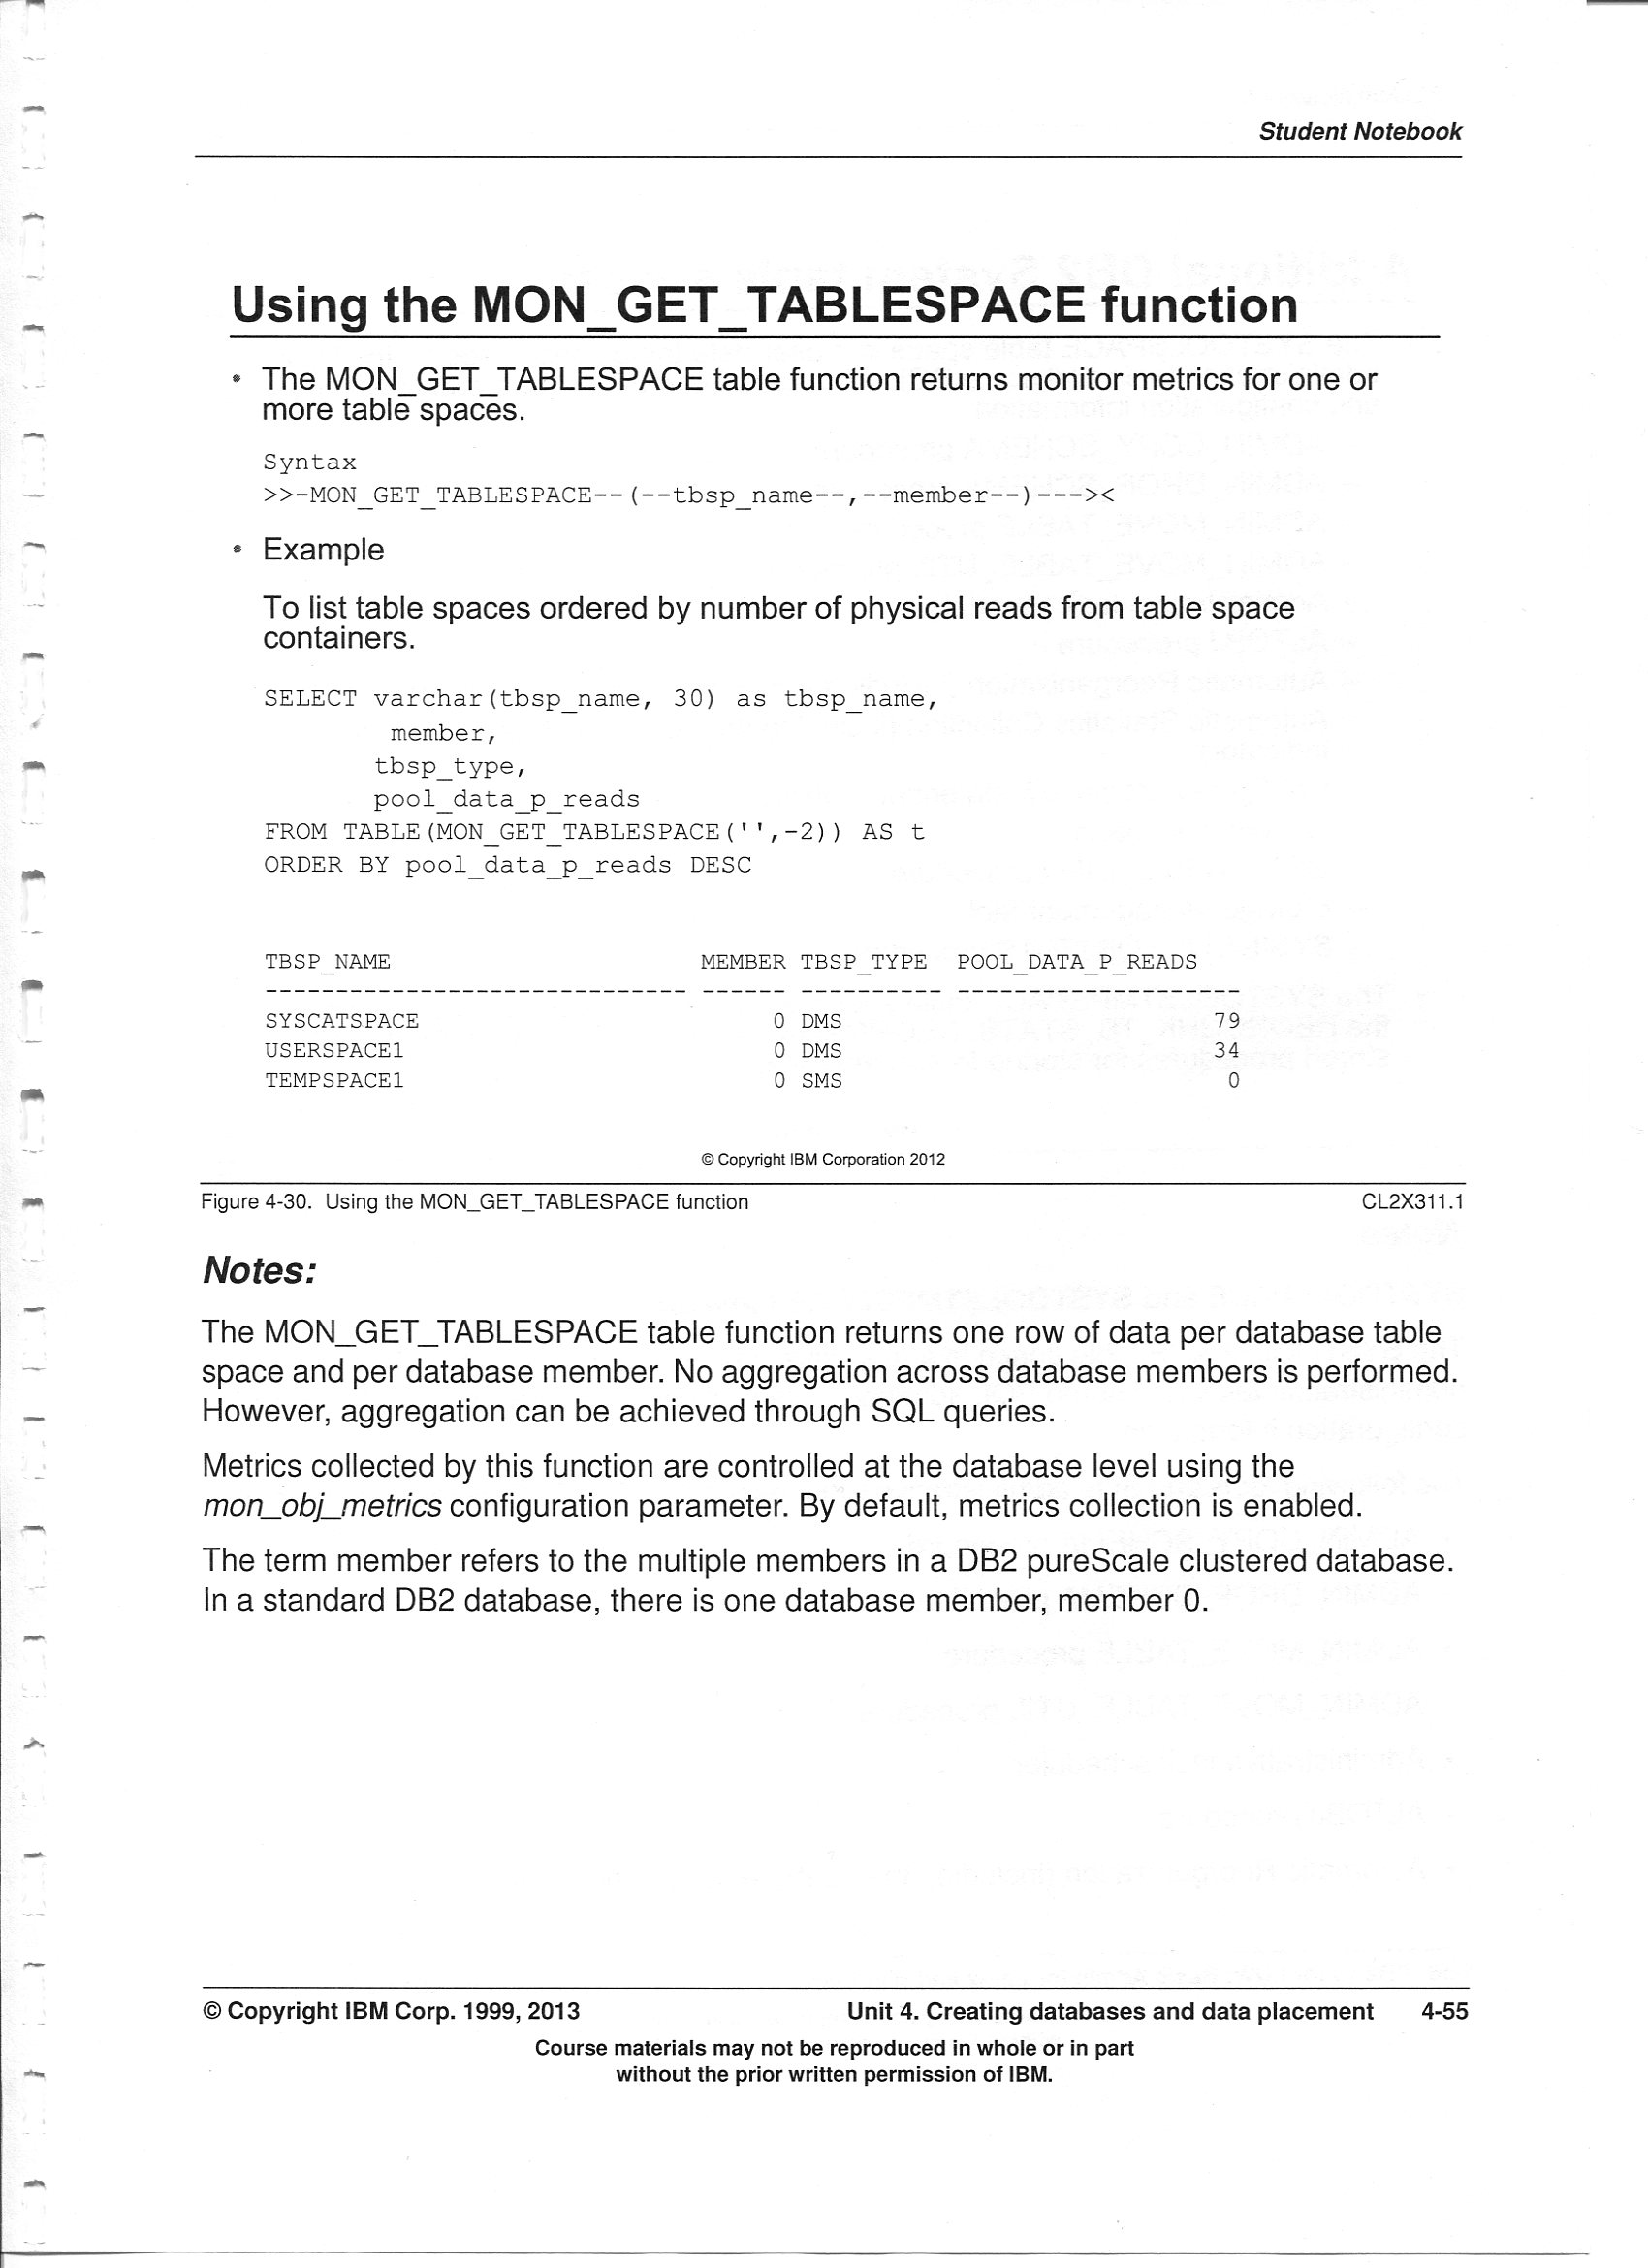 Student Notebook
Using the MON_GET_TABLESPACE function
• The MON_GET_TABLESPACE table function returns monitor metrics for one or
more table spaces.
Syntax
>>-MON_GET_TABLESPACE--(--tbsp_name--,--member--)---><
• Example
To list table spaces ordered by number of physical reads from table space
containers.
SELECT varchar(tbsp_name, 30) as tbsp_name,
member,
tbsp_type,
pool_data_p_reads
FROM TABLE(MON_GET_TABLESPACE('',-2)) AS t
ORDER BY pool_data_p_reads DESC
TBSP_NAME MEMBER TBSP_TYPE POOL_DATA_P_READS
------------------------------ ------ ---------- --------------------
SYSCATSPACE 0 DMS 79
USERSPACE1 0 DMS 34
TEMPSPACE1 0 SMS 0
© Copyright IBM Corporation 2012
Figure 4-30. Using the MON_GET_TABLESPACE function CL2X311.1
Notes:
The MON_GET_TABLESPACE table function returns one row of data per database table
space and per database member. No aggregation across database members is performed.
However, aggregation can be achieved through SQL queries.
Metrics collected by this function are controlled at the database level using the
mon_obj_metrics configuration parameter. By default, metrics collection is enabled.
The term member refers to the multiple members in a DB2 pureScale clustered database.
In a standard DB2 database, there is one database member, member 0.
© Copyright IBM Corp. 1999, 2013 Unit 4. Creating databases and data placement 4-55
Course materials may not be reproduced in whole or in part
without the prior written permission of IBM.